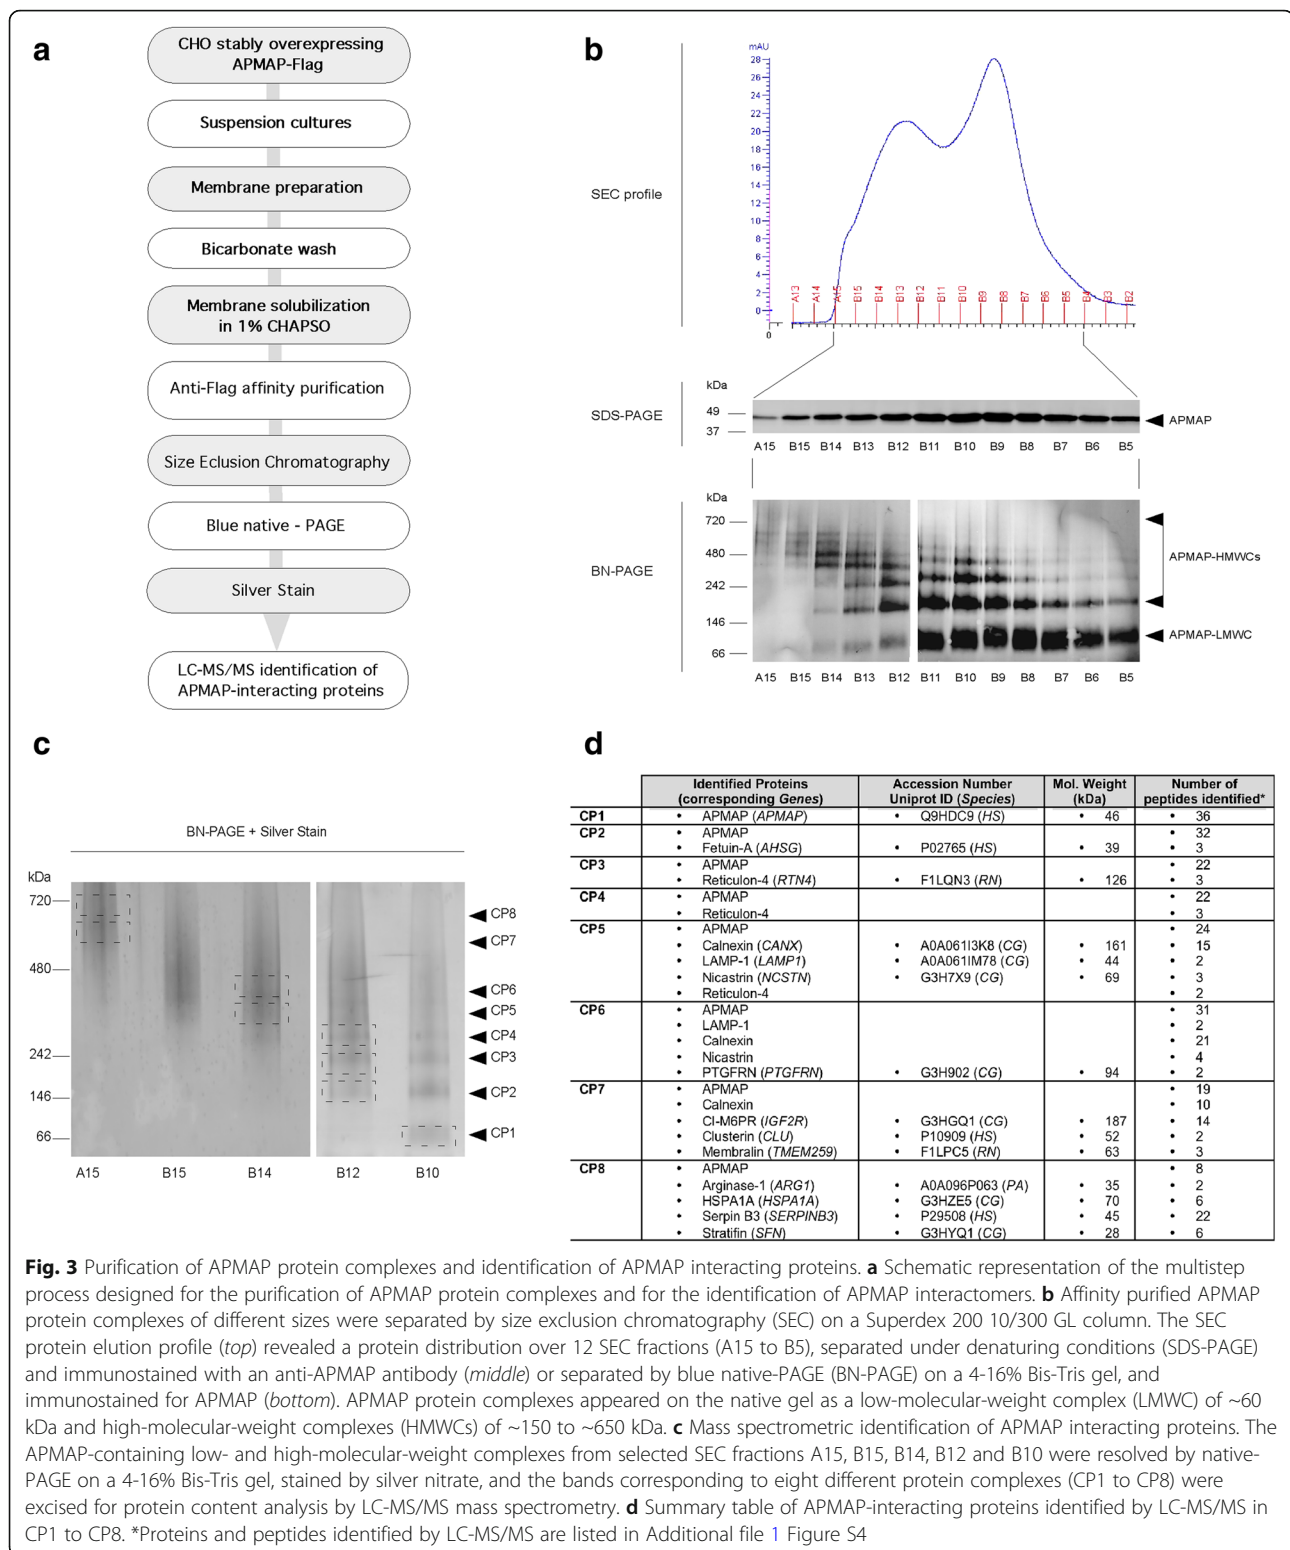 a
CHO stably overexpressing
APMAP-Flag
Suspension cultures
Membrane preparation
Bicarbonate wash
Membrane solubilization
in 1% CHAPSO
Anti-Flag affinity purification
Size Eclusion Chromatography
Blue native - PAGE
Silver Stain
LC-MS/MS identification of
APMAP-interacting proteins
b
mAU
28
26
24
22
20
18
16
14
12
10
8
6
4
2
0
0
A13 A14 A15 B15 B14 B13 B12 B11 B10 B9 B8 B7 B6 B5 B4 B3 B2
SEC profile
kDa
49
37
SDS-PAGE
APMAP
A15 B15 B14 B13 B12 B11 B10 B9 B8 B7 B6 B5
kDa
720
480
242
146
66
BN-PAGE
APMAP-HMWCs
APMAP-LMWC
A15 B15 B14 B13 B12 B11 B10 B9 B8 B7 B6 B5
c
BN-PAGE + Silver Stain
kDa
720
480
242
146
66
CP8
CP7
CP6
CP5
CP4
CP3
CP2
CP1
A15 B15 B14 B12 B10
d
Identified Proteins (corresponding Genes) Accession Number Uniprot ID (Species) Mol. Weight (kDa) Number of peptides identified*
CP1 • APMAP (APMAP) • Q9HDC9 (HS) • 46 • 36
CP2 • APMAP • 32
• Fetuin-A (AHSG) • P02765 (HS) • 39 • 3
CP3 • APMAP • 22
• Reticulon-4 (RTN4) • F1LQN3 (RN) • 126 • 3
CP4 • APMAP • 22
• Reticulon-4 • 3
CP5 • APMAP • 24
• Calnexin (CANX) • A0A061I3K8 (CG) • 161 • 15
• LAMP-1 (LAMP1) • A0A061IM78 (CG) • 44 • 2
• Nicastrin (NCSTN) • G3H7X9 (CG) • 69 • 3
• Reticulon-4 • 2
CP6 • APMAP • 31
• LAMP-1 • 2
• Calnexin • 21
• Nicastrin • 4
• PTGFRN (PTGFRN) • G3H902 (CG) • 94 • 2
CP7 • APMAP • 19
• Calnexin • 10
• CI-M6PR (IGF2R) • G3HGQ1 (CG) • 187 • 14
• Clusterin (CLU) • P10909 (HS) • 52 • 2
• Membralin (TMEM259) • F1LPC5 (RN) • 63 • 3
CP8 • APMAP • 8
• Arginase-1 (ARG1) • A0A096P063 (PA) • 35 • 2
• HSPA1A (HSPA1A) • G3HZE5 (CG) • 70 • 6
• Serpin B3 (SERPINB3) • P29508 (HS) • 45 • 22
• Stratifin (SFN) • G3HYQ1 (CG) • 28 • 6
Fig. 3 Purification of APMAP protein complexes and identification of APMAP interacting proteins. a Schematic representation of the multistep
process designed for the purification of APMAP protein complexes and for the identification of APMAP interactomers. b Affinity purified APMAP
protein complexes of different sizes were separated by size exclusion chromatography (SEC) on a Superdex 200 10/300 GL column. The SEC
protein elution profile (top) revealed a protein distribution over 12 SEC fractions (A15 to B5), separated under denaturing conditions (SDS-PAGE)
and immunostained with an anti-APMAP antibody (middle) or separated by blue native-PAGE (BN-PAGE) on a 4-16% Bis-Tris gel, and
immunostained for APMAP (bottom). APMAP protein complexes appeared on the native gel as a low-molecular-weight complex (LMWC) of ~60
kDa and high-molecular-weight complexes (HMWCs) of ~150 to ~650 kDa. c Mass spectrometric identification of APMAP interacting proteins. The
APMAP-containing low- and high-molecular-weight complexes from selected SEC fractions A15, B15, B14, B12 and B10 were resolved by native-
PAGE on a 4-16% Bis-Tris gel, stained by silver nitrate, and the bands corresponding to eight different protein complexes (CP1 to CP8) were
excised for protein content analysis by LC-MS/MS mass spectrometry. d Summary table of APMAP-interacting proteins identified by LC-MS/MS in
CP1 to CP8. *Proteins and peptides identified by LC-MS/MS are listed in Additional file 1 Figure S4